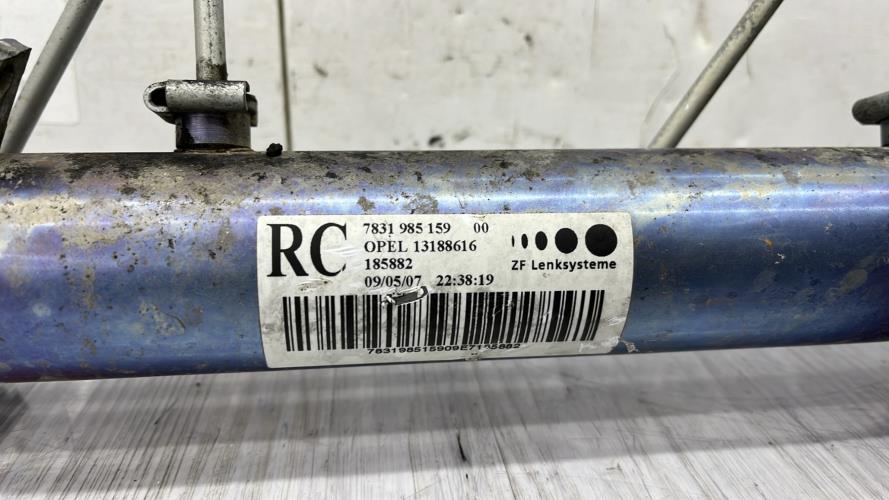 RC
7831 985 159 00
OPEL 13188616
185882
09/05/07 22:38:19
ZF Lenksysteme